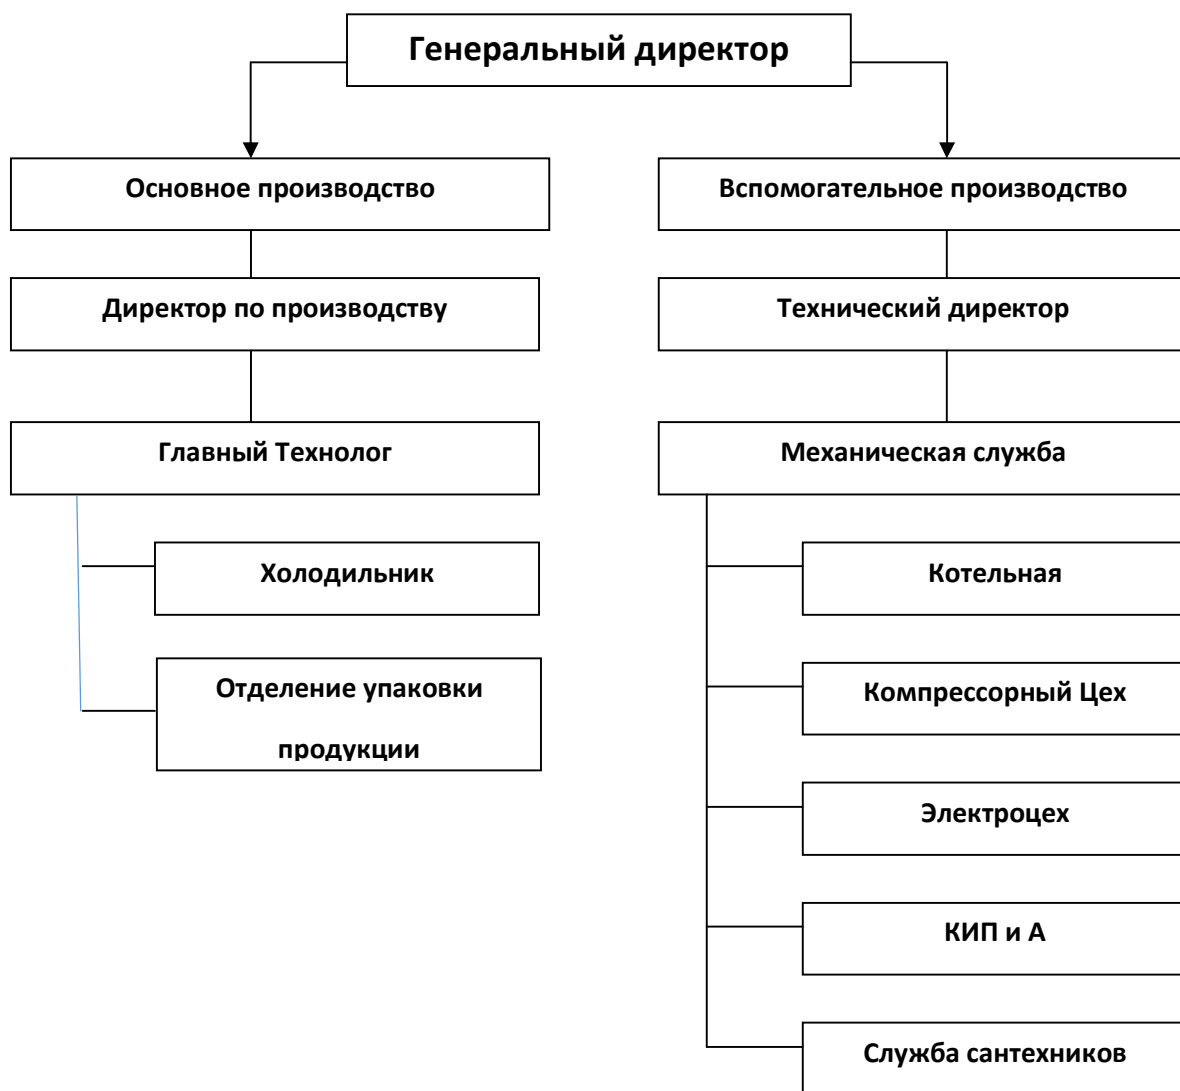 Генеральный директор
Основное производство
Вспомогательное производство
Директор по производству
Технический директор
Главный Технолог
Механическая служба
Холодильник
Котельная
Отделение упаковки
продукции
Компрессорный Цех
Электроцех
КИП и А
Служба сантехников